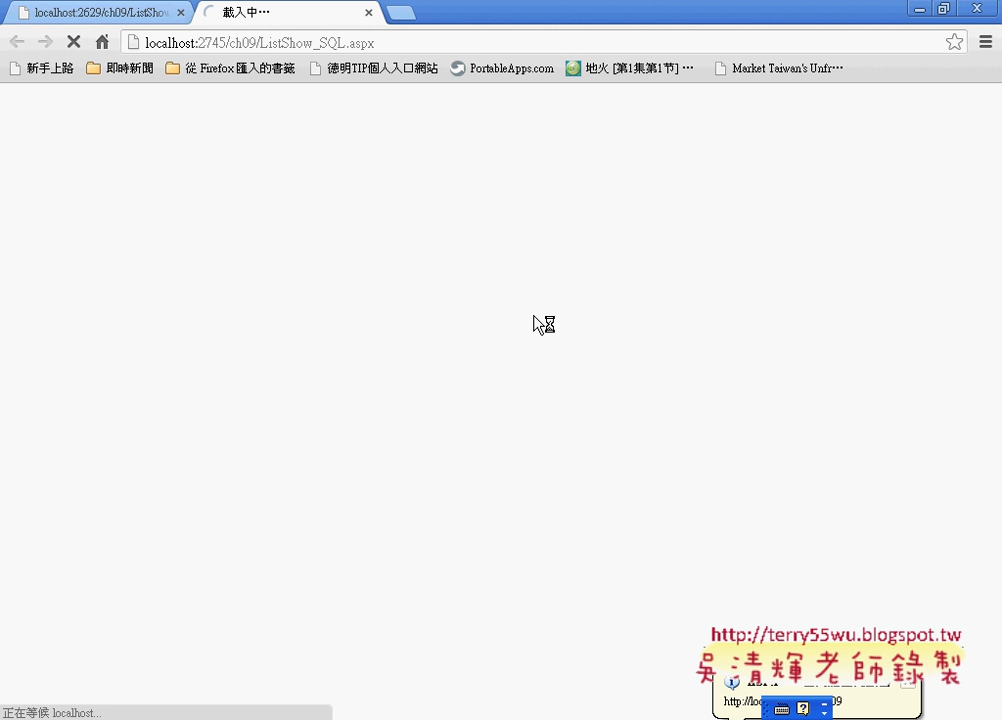 localhost:2629/ch09/ListShow
載入中…
localhost:2745/ch09/ListShow_SQL.aspx
新手上路
即時新聞
從 Firefox 匯入的書籤
德明TIP個人入口網站
PortableApps.com
地火 [第1集第1节] …
Market Taiwan's Unfr…
http://terry55wu.blogspot.tw
吳清輝老師錄製
正在等候 localhost...